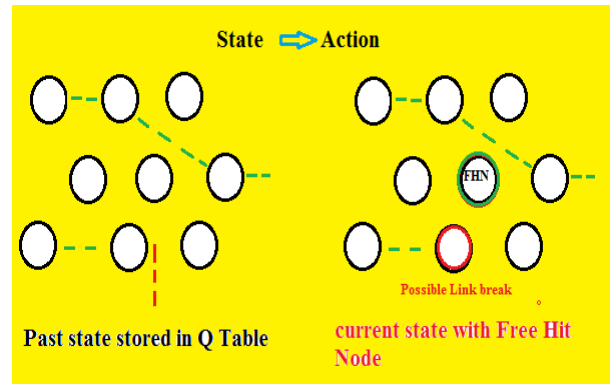 State Action
FHN
Possible Link break
Past state stored in Q Table
current state with Free Hit
Node